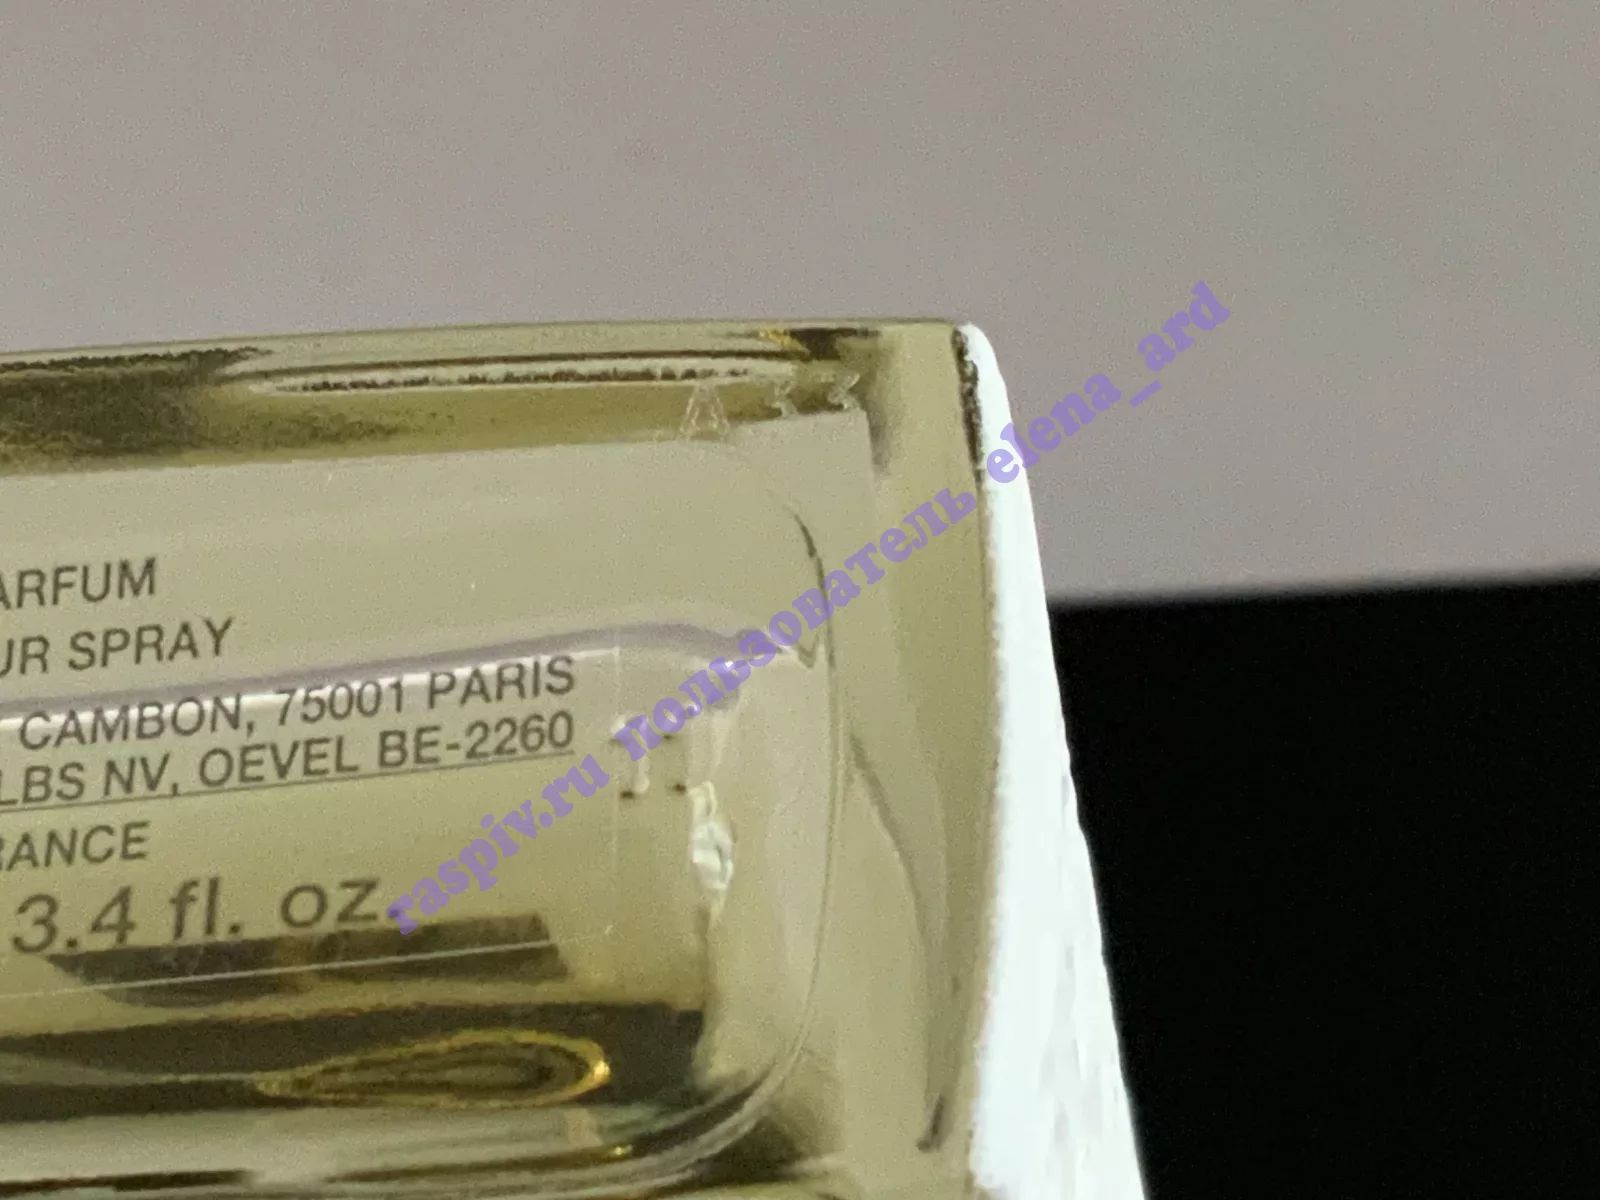 ARFUM
UR SPRAY
CAMBON, 75001 PARIS
LBS NV, OEVEL BE-2260
RANCE
3.4 fl. oz.
raspiv.ru пользователь elena_ard